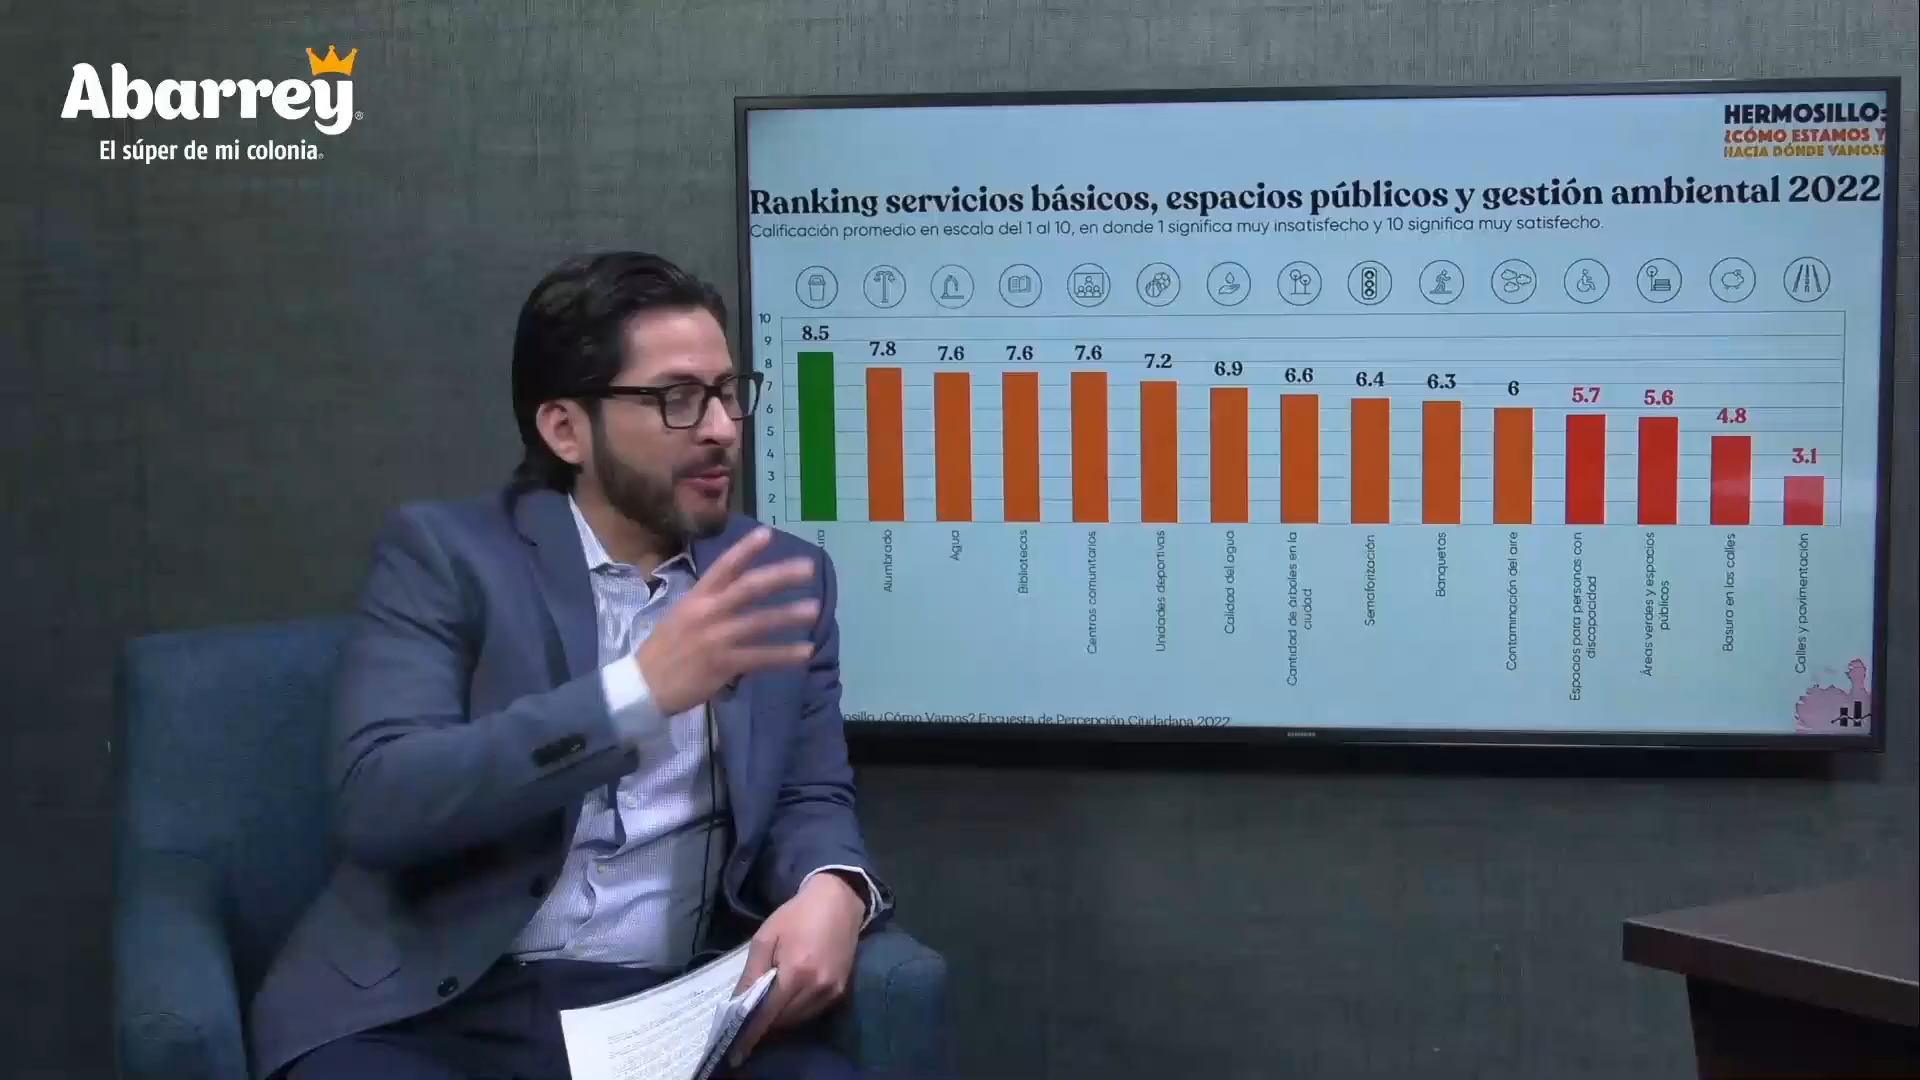 Abarrey®
El súper de mi colonia®
HERMOSILLO:
¿CÓMO ESTAMOS Y
HACIA DÓNDE VAMOS?
Ranking servicios básicos, espacios públicos y gestión ambiental 2022
Calificación promedio en escala del 1 al 10, en donde 1 significa muy insatisfecho y 10 significa muy satisfecho.
10
9
8
7
6
5
4
3
2
1
8.5
7.8
7.6
7.6
7.6
7.2
6.9
6.6
6.4
6.3
6
5.7
5.6
4.8
3.1
Alumbrado
Agua
Bibliotecas
Centros comunitarios
Unidades deportivas
Calidad del agua
Cantidad de árboles en la
ciudad
Semaforización
Banquetas
Contaminación del aire
Espacios para personas con
discapacidad
Áreas verdes y espacios
públicos
Basura en las calles
Calles y pavimentación
¿Cómo Vamos? Encuesta de Percepción Ciudadana 2022
SAMSUNG